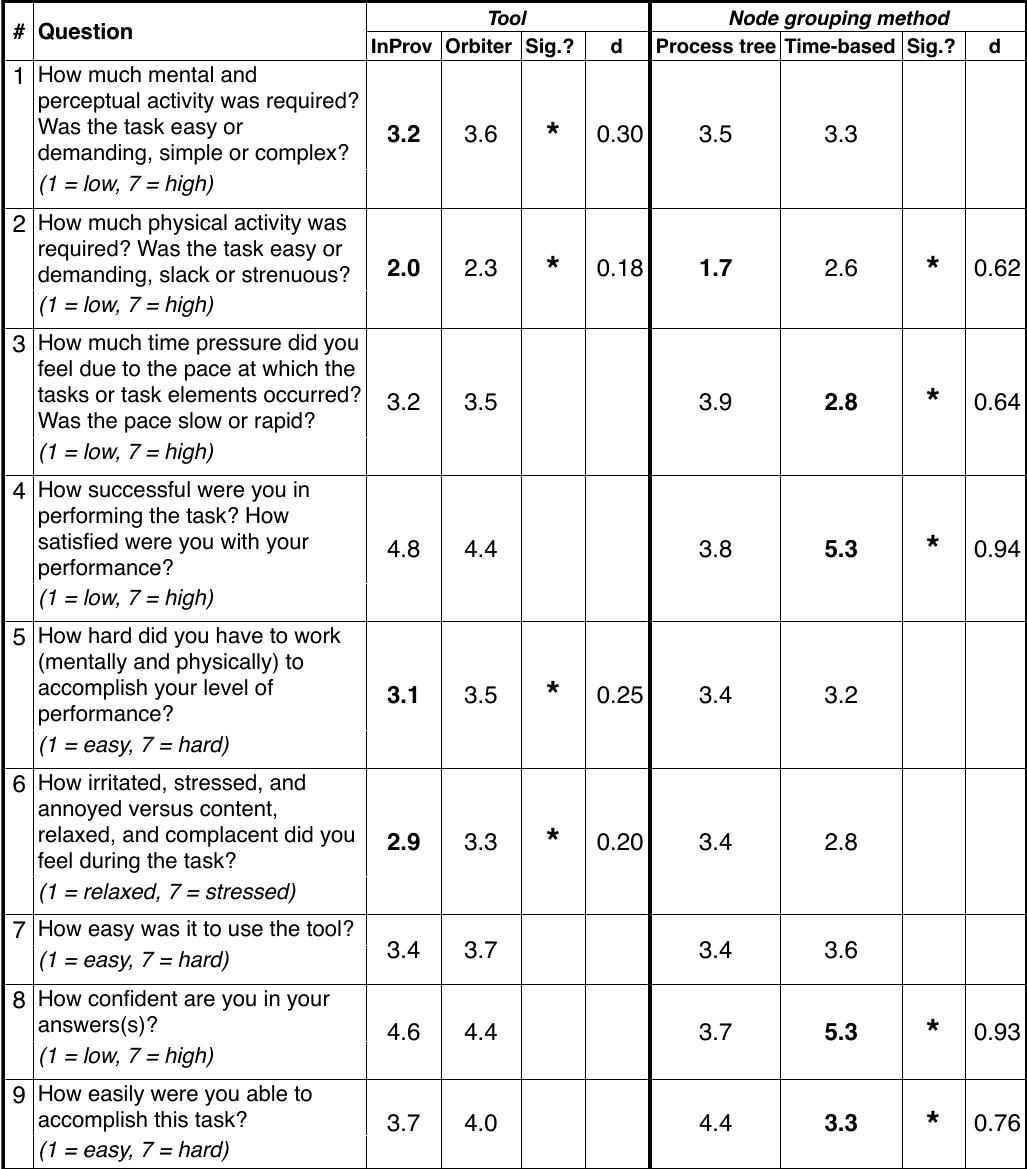 # Question Tool Node grouping method
InProv Orbiter Sig.? d Process tree Time-based Sig.? d
1 How much mental and
perceptual activity was required?
Was the task easy or
demanding, simple or complex?
(1 = low, 7 = high)
3.2 3.6 * 0.30 3.5 3.3
2 How much physical activity was
required? Was the task easy or
demanding, slack or strenuous?
(1 = low, 7 = high)
2.0 2.3 * 0.18 1.7 2.6 * 0.62
3 How much time pressure did you
feel due to the pace at which the
tasks or task elements occurred?
Was the pace slow or rapid?
(1 = low, 7 = high)
3.2 3.5 3.9 2.8 * 0.64
4 How successful were you in
performing the task? How
satisfied were you with your
performance?
(1 = low, 7 = high)
4.8 4.4 3.8 5.3 * 0.94
5 How hard did you have to work
(mentally and physically) to
accomplish your level of
performance?
(1 = easy, 7 = hard)
3.1 3.5 * 0.25 3.4 3.2
6 How irritated, stressed, and
annoyed versus content,
relaxed, and complacent did you
feel during the task?
(1 = relaxed, 7 = stressed)
2.9 3.3 * 0.20 3.4 2.8
7 How easy was it to use the tool?
(1 = easy, 7 = hard)
3.4 3.7 3.4 3.6
8 How confident are you in your
answers(s)?
(1 = low, 7 = high)
4.6 4.4 3.7 5.3 * 0.93
9 How easily were you able to
accomplish this task?
(1 = easy, 7 = hard)
3.7 4.0 4.4 3.3 * 0.76